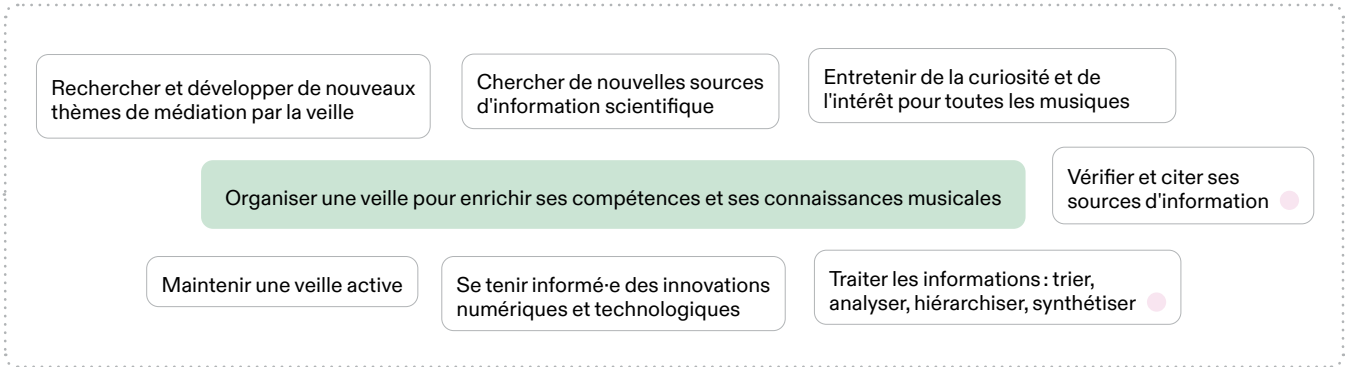 Rechercher et développer de nouveaux
thèmes de médiation par la veille
Chercher de nouvelles sources
d'information scientifique
Entretenir de la curiosité et de
l'intérêt pour toutes les musiques
Organiser une veille pour enrichir ses compétences et ses connaissances musicales
Vérifier et citer ses
sources d'information
Maintenir une veille active
Se tenir informé·e des innovations
numériques et technologiques
Traiter les informations : trier,
analyser, hiérarchiser, synthétiser